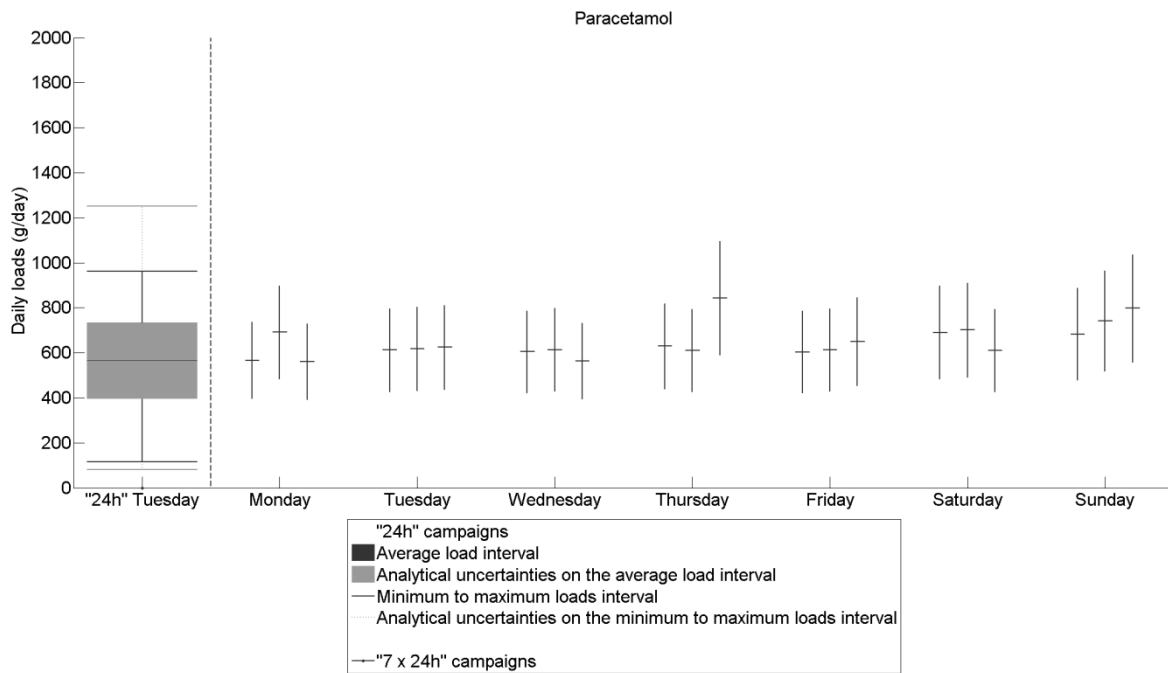 Paracetamol
Daily loads (g/day)
2000
1800
1600
1400
1200
1000
800
600
400
200
0
"24h" Tuesday Monday Tuesday Wednesday Thursday Friday Saturday Sunday
"24h" campaigns
Average load interval
Analytical uncertainties on the average load interval
Minimum to maximum loads interval
Analytical uncertainties on the minimum to maximum loads interval
"7 x 24h" campaigns